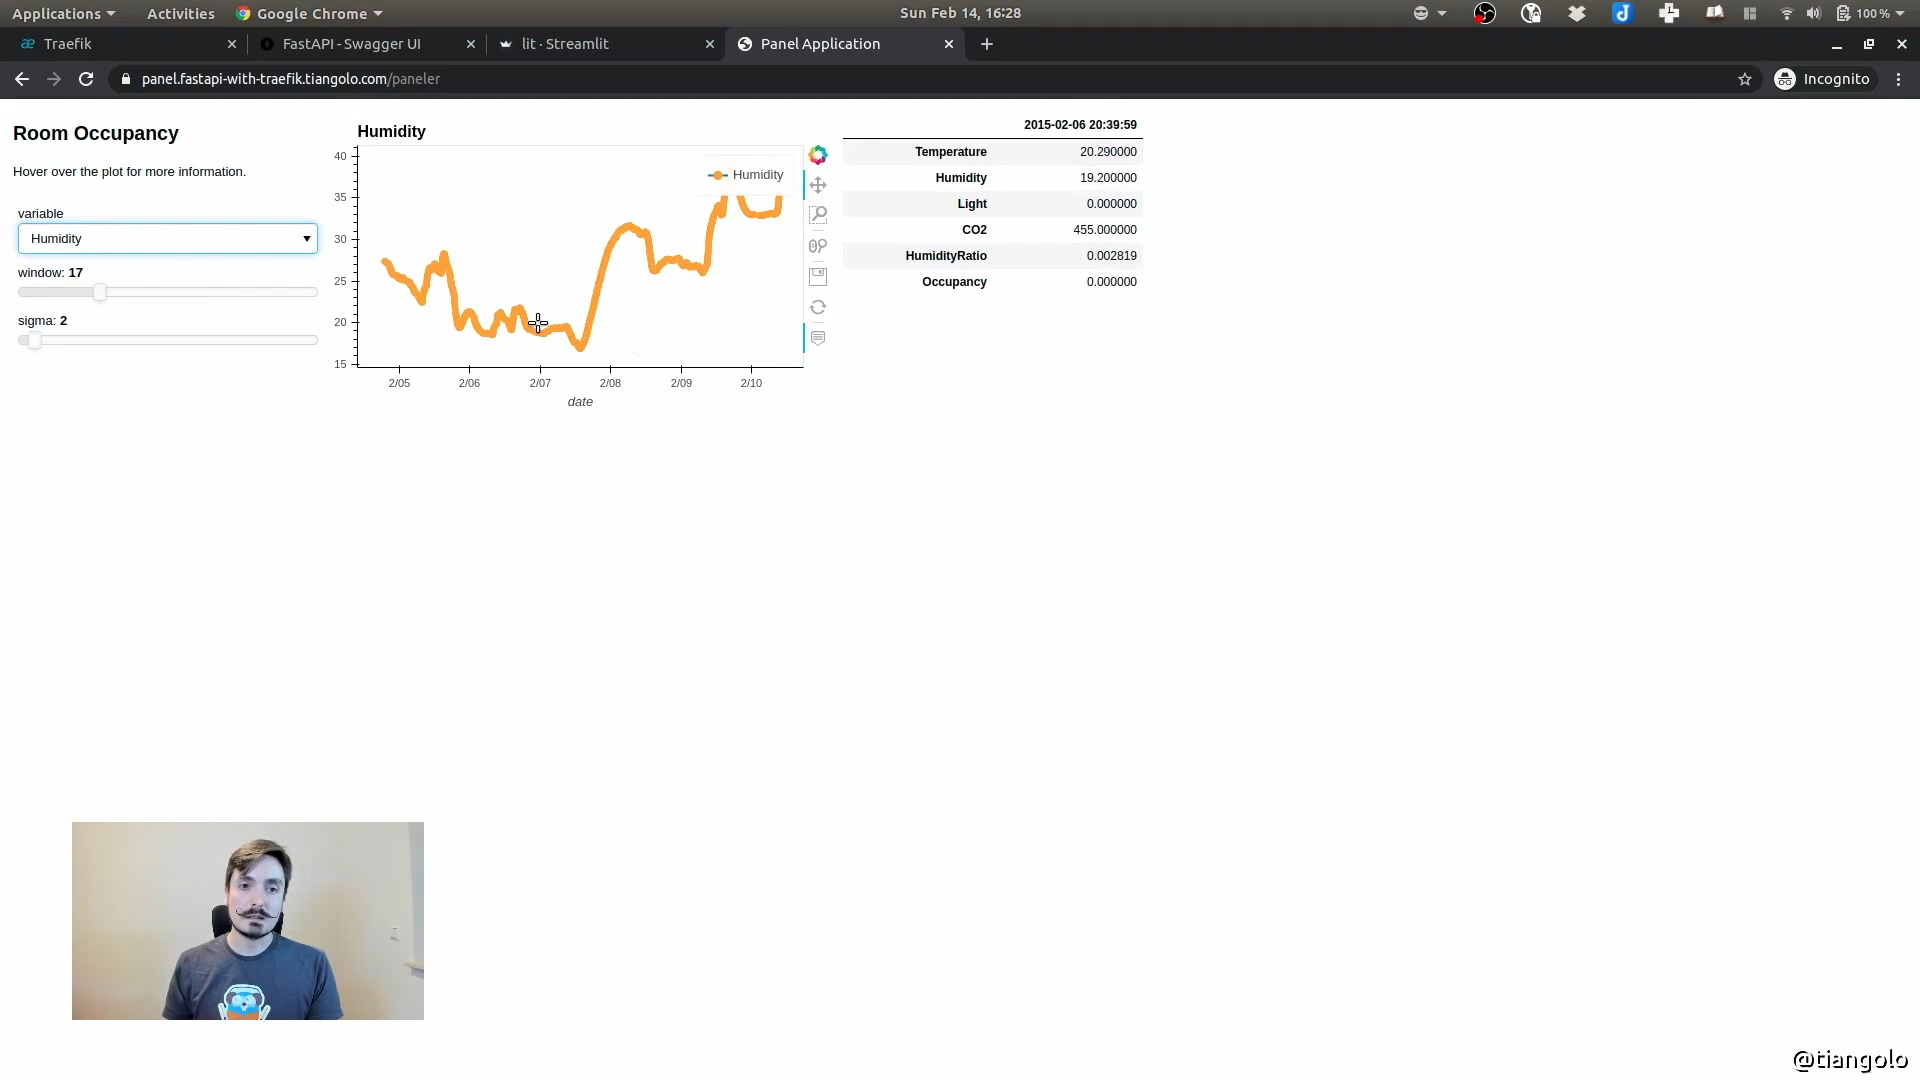 Applications
Activities
Google Chrome
Sun Feb 14, 16:28
100 %
Traefik
FastAPI - Swagger UI
lit · Streamlit
Panel Application
panel.fastapi-with-traefik.tiangolo.com/paneler
Incognito
Room Occupancy
Hover over the plot for more information.
variable
Humidity
window: 17
sigma: 2
Humidity
Humidity
40
35
30
25
20
15
2/05
2/06
2/07
2/08
2/09
2/10
date
2015-02-06 20:39:59
Temperature 20.290000
Humidity 19.200000
Light 0.000000
CO2 455.000000
HumidityRatio 0.002819
Occupancy 0.000000
@tiangolo